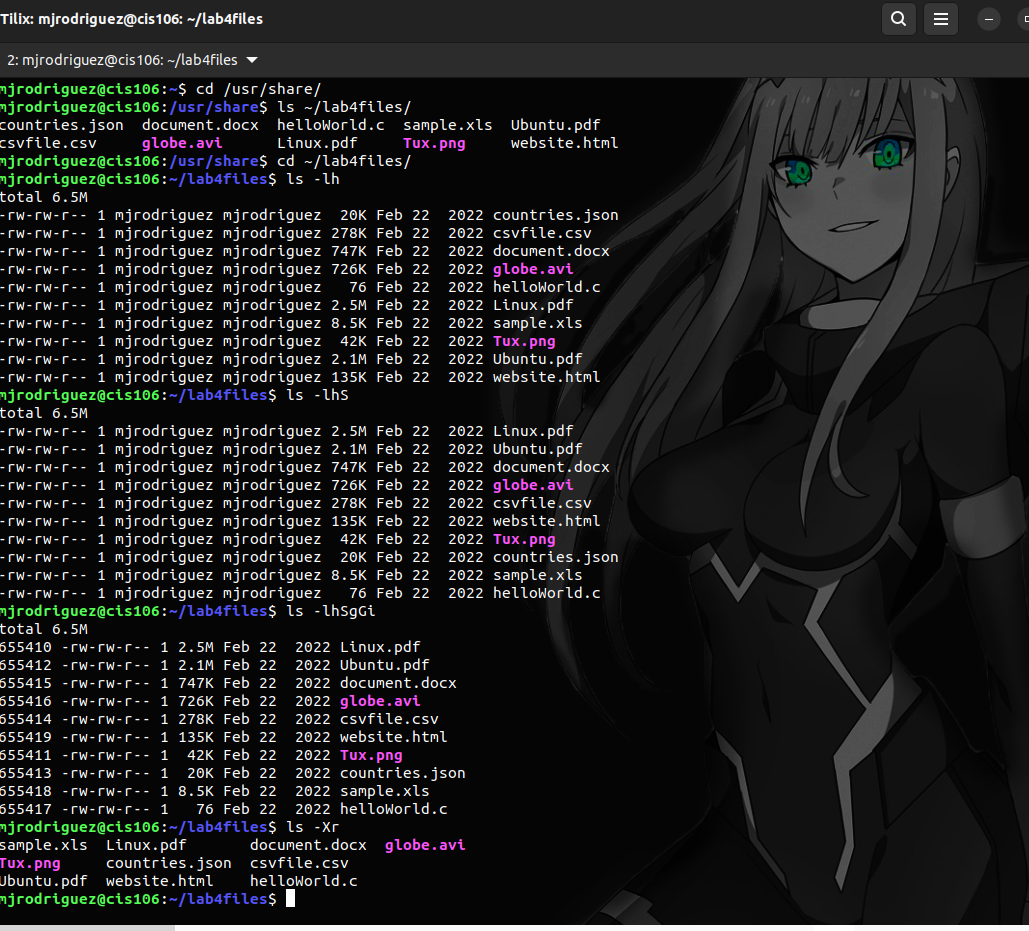 Tilix: mjrodriguez@cis106: ~/lab4files
2: mjrodriguez@cis106: ~/lab4files
mjrodriguez@cis106:~$ cd /usr/share/
mjrodriguez@cis106:/usr/share$ ls ~/lab4files/
countries.json  document.docx  helloWorld.c  sample.xls  Ubuntu.pdf
csvfile.csv     globe.avi      Linux.pdf     Tux.png     website.html
mjrodriguez@cis106:/usr/share$ cd ~/lab4files/
mjrodriguez@cis106:~/lab4files$ ls -lh
total 6.5M
-rw-rw-r-- 1 mjrodriguez mjrodriguez  20K Feb 22  2022 countries.json
-rw-rw-r-- 1 mjrodriguez mjrodriguez 278K Feb 22  2022 csvfile.csv
-rw-rw-r-- 1 mjrodriguez mjrodriguez 747K Feb 22  2022 document.docx
-rw-rw-r-- 1 mjrodriguez mjrodriguez 726K Feb 22  2022 globe.avi
-rw-rw-r-- 1 mjrodriguez mjrodriguez   76 Feb 22  2022 helloWorld.c
-rw-rw-r-- 1 mjrodriguez mjrodriguez 2.5M Feb 22  2022 Linux.pdf
-rw-rw-r-- 1 mjrodriguez mjrodriguez 8.5K Feb 22  2022 sample.xls
-rw-rw-r-- 1 mjrodriguez mjrodriguez  42K Feb 22  2022 Tux.png
-rw-rw-r-- 1 mjrodriguez mjrodriguez 2.1M Feb 22  2022 Ubuntu.pdf
-rw-rw-r-- 1 mjrodriguez mjrodriguez 135K Feb 22  2022 website.html
mjrodriguez@cis106:~/lab4files$ ls -lhS
total 6.5M
-rw-rw-r-- 1 mjrodriguez mjrodriguez 2.5M Feb 22  2022 Linux.pdf
-rw-rw-r-- 1 mjrodriguez mjrodriguez 2.1M Feb 22  2022 Ubuntu.pdf
-rw-rw-r-- 1 mjrodriguez mjrodriguez 747K Feb 22  2022 document.docx
-rw-rw-r-- 1 mjrodriguez mjrodriguez 726K Feb 22  2022 globe.avi
-rw-rw-r-- 1 mjrodriguez mjrodriguez 278K Feb 22  2022 csvfile.csv
-rw-rw-r-- 1 mjrodriguez mjrodriguez 135K Feb 22  2022 website.html
-rw-rw-r-- 1 mjrodriguez mjrodriguez  42K Feb 22  2022 Tux.png
-rw-rw-r-- 1 mjrodriguez mjrodriguez  20K Feb 22  2022 countries.json
-rw-rw-r-- 1 mjrodriguez mjrodriguez 8.5K Feb 22  2022 sample.xls
-rw-rw-r-- 1 mjrodriguez mjrodriguez   76 Feb 22  2022 helloWorld.c
mjrodriguez@cis106:~/lab4files$ ls -lhSgGi
total 6.5M
655410 -rw-rw-r-- 1 2.5M Feb 22  2022 Linux.pdf
655412 -rw-rw-r-- 1 2.1M Feb 22  2022 Ubuntu.pdf
655415 -rw-rw-r-- 1 747K Feb 22  2022 document.docx
655416 -rw-rw-r-- 1 726K Feb 22  2022 globe.avi
655414 -rw-rw-r-- 1 278K Feb 22  2022 csvfile.csv
655419 -rw-rw-r-- 1 135K Feb 22  2022 website.html
655411 -rw-rw-r-- 1  42K Feb 22  2022 Tux.png
655413 -rw-rw-r-- 1  20K Feb 22  2022 countries.json
655418 -rw-rw-r-- 1 8.5K Feb 22  2022 sample.xls
655417 -rw-rw-r-- 1   76 Feb 22  2022 helloWorld.c
mjrodriguez@cis106:~/lab4files$ ls -Xr
sample.xls  Linux.pdf       document.docx  globe.avi
Tux.png     countries.json  csvfile.csv
Ubuntu.pdf  website.html    helloWorld.c
mjrodriguez@cis106:~/lab4files$